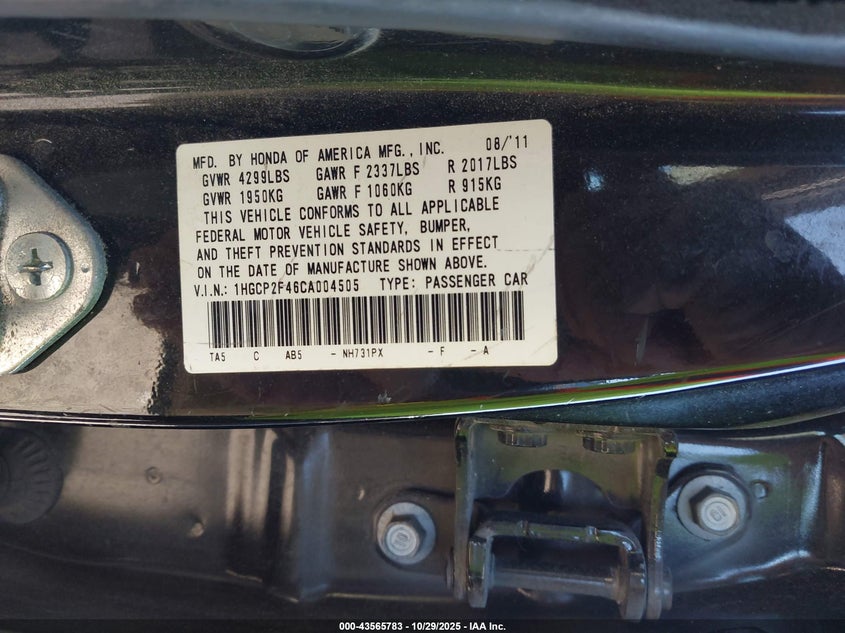 MFD. BY HONDA OF AMERICA MFG., INC. 08/'11
GVWR 4299LBS GAWR F 2337LBS R 2017LBS
GVWR 1950KG GAWR F 1060KG R 915KG
THIS VEHICLE CONFORMS TO ALL APPLICABLE
FEDERAL MOTOR VEHICLE SAFETY, BUMPER,
AND THEFT PREVENTION STANDARDS IN EFFECT
ON THE DATE OF MANUFACTURE SHOWN ABOVE.
V.I.N.: 1HGCP2F46CA004505 TYPE: PASSENGER CAR
TA5 C AB5 - NH731PX - F - A
000-43565783 | 10/29/2025 - IAA Inc.